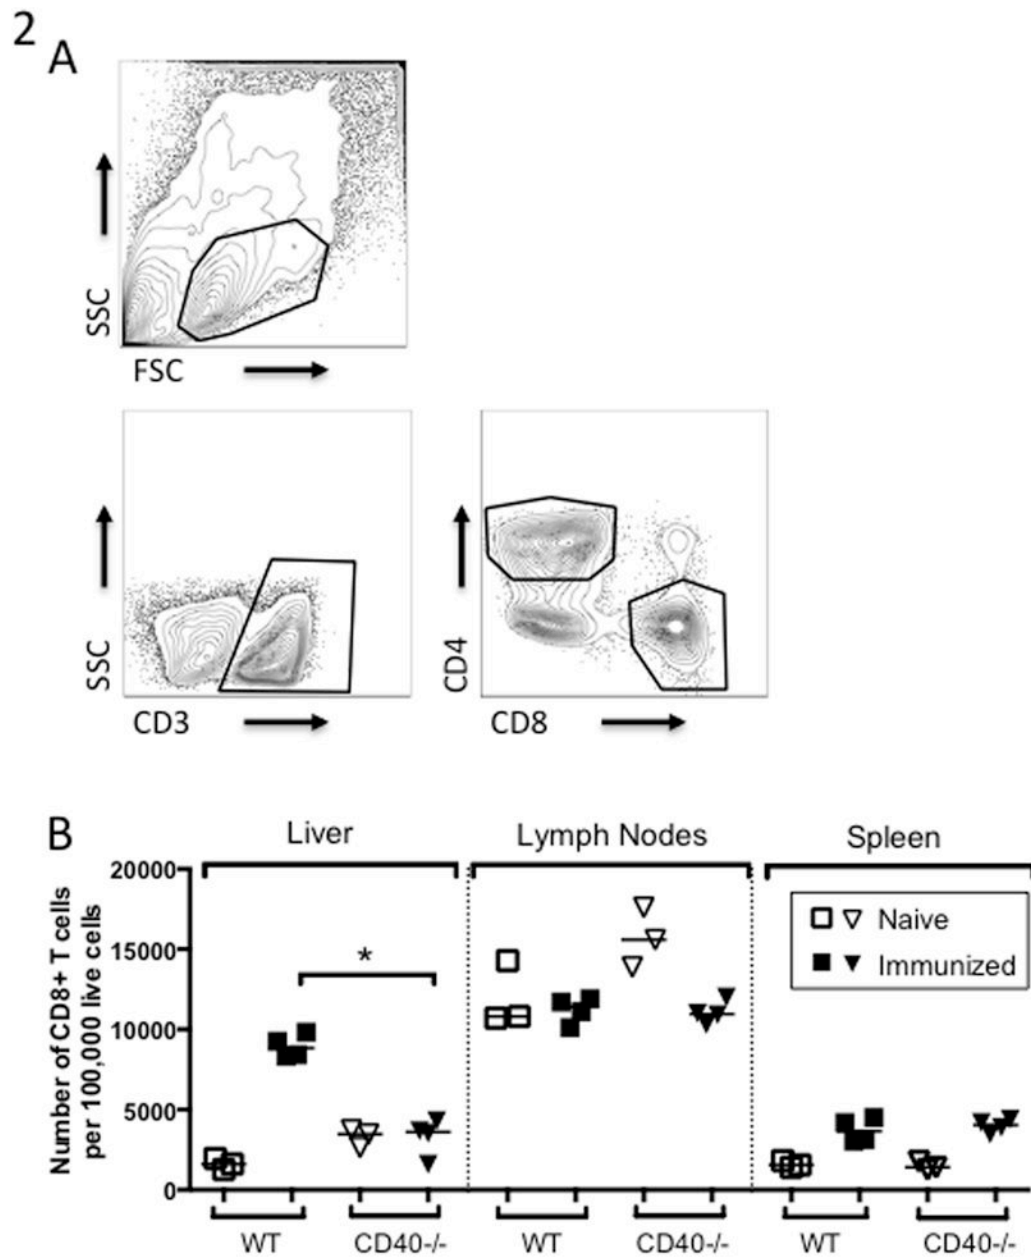 2
A
SSC
FSC
SSC
CD3
CD4
CD8
B
Liver
Lymph Nodes
Spleen
Number of CD8+ T cells
per 100,000 live cells
20000
15000
10000
5000
0
*
Naive
Immunized
WT
CD40-/-
WT
CD40-/-
WT
CD40-/-